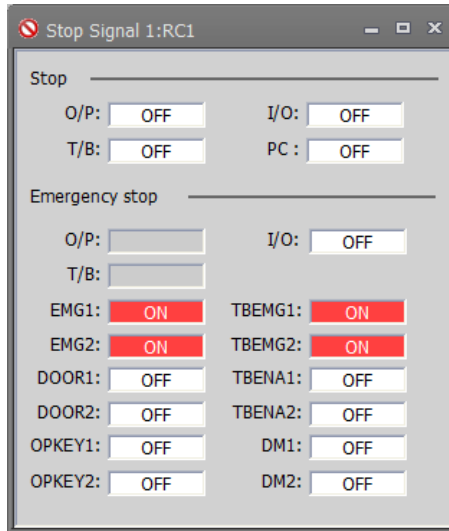 Stop Signal 1:RC1
Stop
O/P: OFF I/O: OFF
T/B: OFF PC : OFF
Emergency stop
O/P: I/O: OFF
T/B:
EMG1: ON TBEMG1: ON
EMG2: ON TBEMG2: ON
DOOR1: OFF TBENA1: OFF
DOOR2: OFF TBENA2: OFF
OPKEY1: OFF DM1: OFF
OPKEY2: OFF DM2: OFF